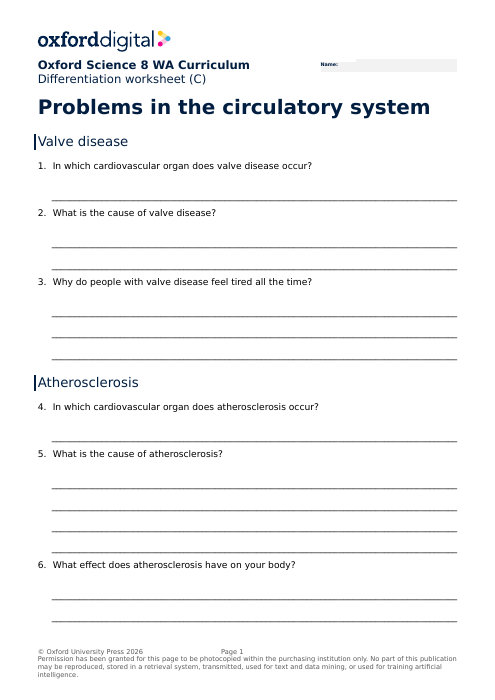 oxforddigital
Oxford Science 8 WA Curriculum
Name:
Differentiation worksheet (C)
Problems in the circulatory system
Valve disease
1. In which cardiovascular organ does valve disease occur?
2. What is the cause of valve disease?
3. Why do people with valve disease feel tired all the time?
Atherosclerosis
4. In which cardiovascular organ does atherosclerosis occur?
5. What is the cause of atherosclerosis?
6. What effect does atherosclerosis have on your body?
© Oxford University Press 2026 Page 1
Permission has been granted for this page to be photocopied within the purchasing institution only. No part of this publication
may be reproduced, stored in a retrieval system, transmitted, used for text and data mining, or used for training artificial
intelligence.